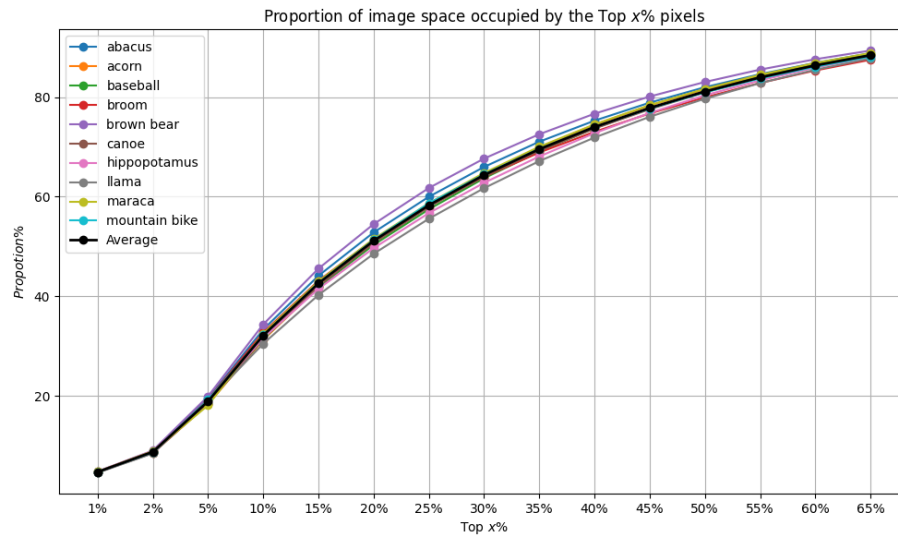 Proportion of image space occupied by the Top x% pixels
abacus
acorn
baseball
broom
brown bear
canoe
hippopotamus
llama
maraca
mountain bike
Average
Propotion%
80
60
40
20
1% 2% 5% 10% 15% 20% 25% 30% 35% 40% 45% 50% 55% 60% 65%
Top x%